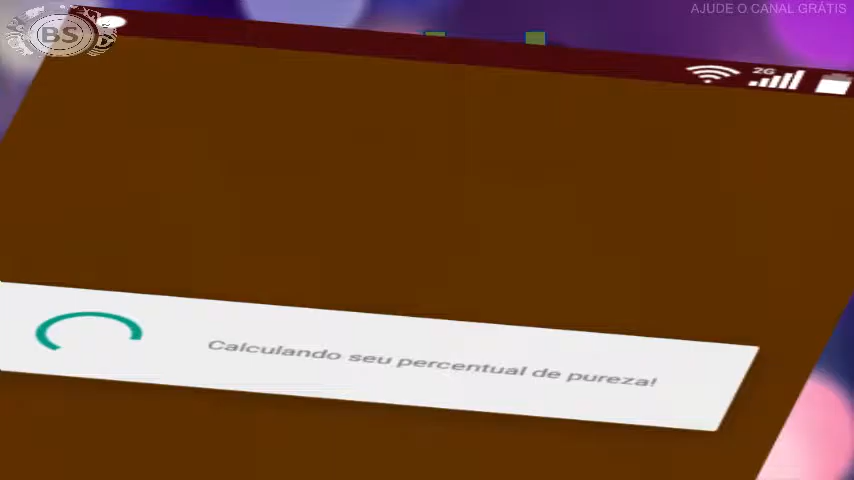 BS
AJUDE O CANAL GRÁTIS
2G
Calculando seu percentual de pureza!